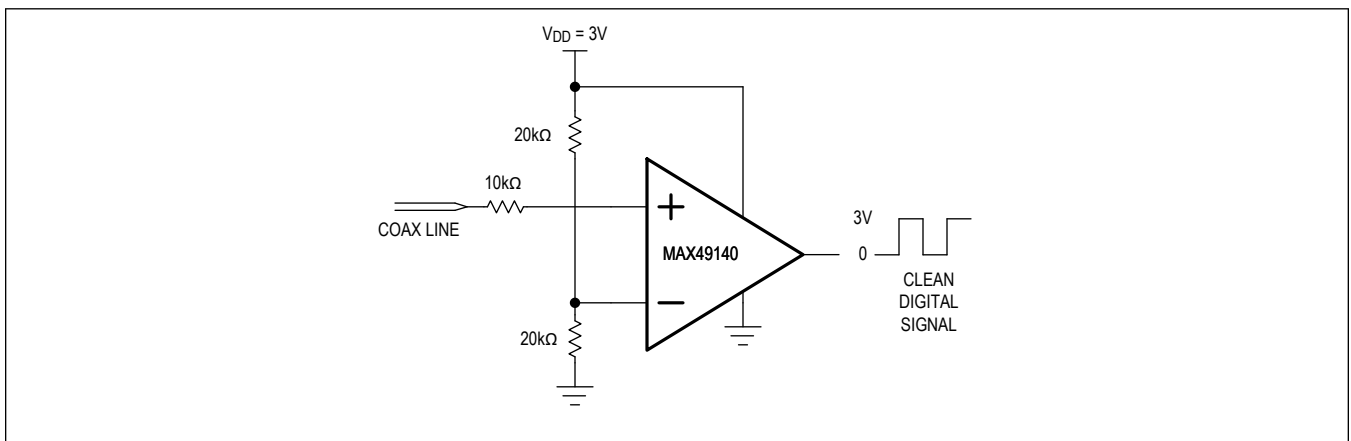 VDD = 3V
20kΩ
10kΩ
COAX LINE
+
MAX49140
−
20kΩ
3V
0
CLEAN
DIGITAL
SIGNAL